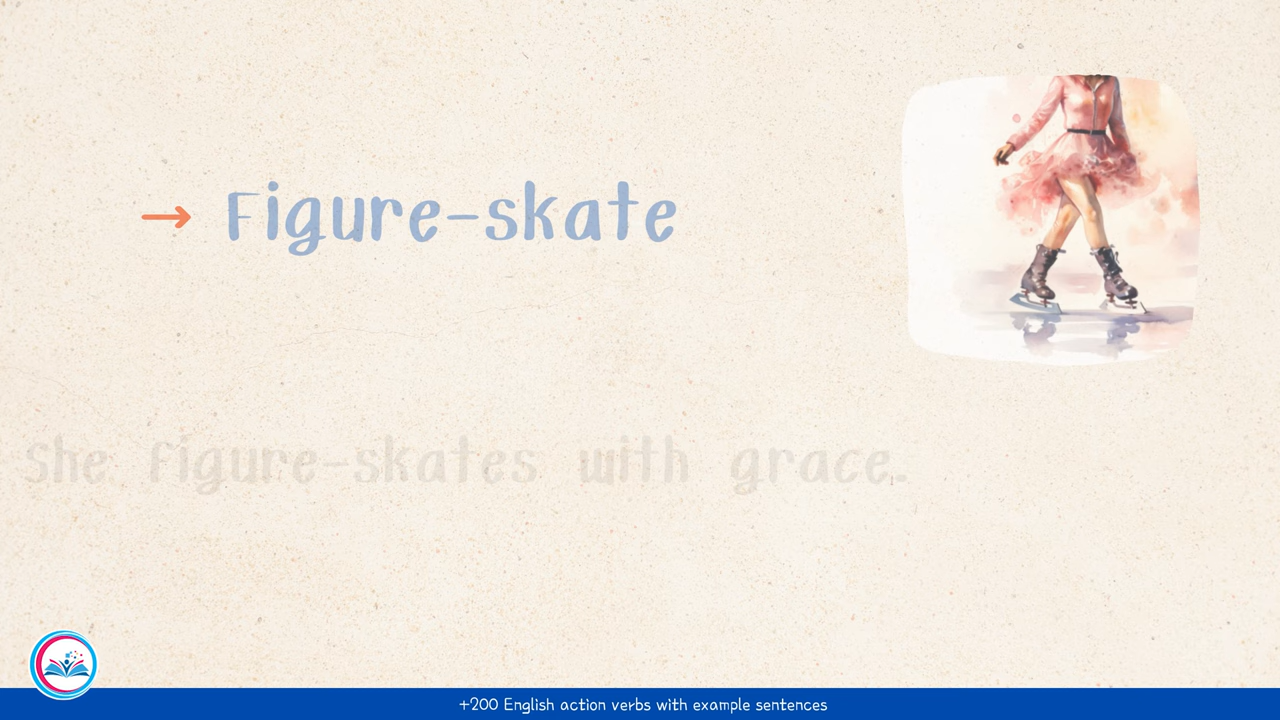 → Figure-skate
She figure-skates with grace.
+200 English action verbs with example sentences